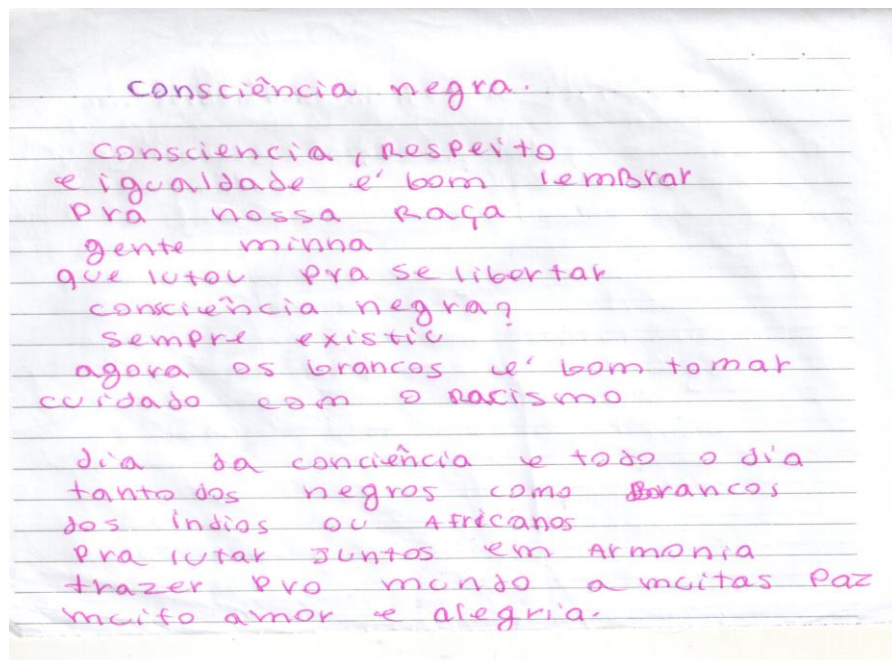 consciência negra.
consciencia, Respeito
e igualdade e' bom lemBrar
Pra nossa Raça
gente minna
que lutou pra se libertar
consciência negra?
sempre existiu
agora os brancos e' bom tomar
cuidado com o Racismo
dia da conciência e todo o dia
tanto dos negros como Brancos
dos índios ou Africanos
Pra lutar Juntos em Armonia
trazer pro mundo a muitas Paz
muito amor e alegria.